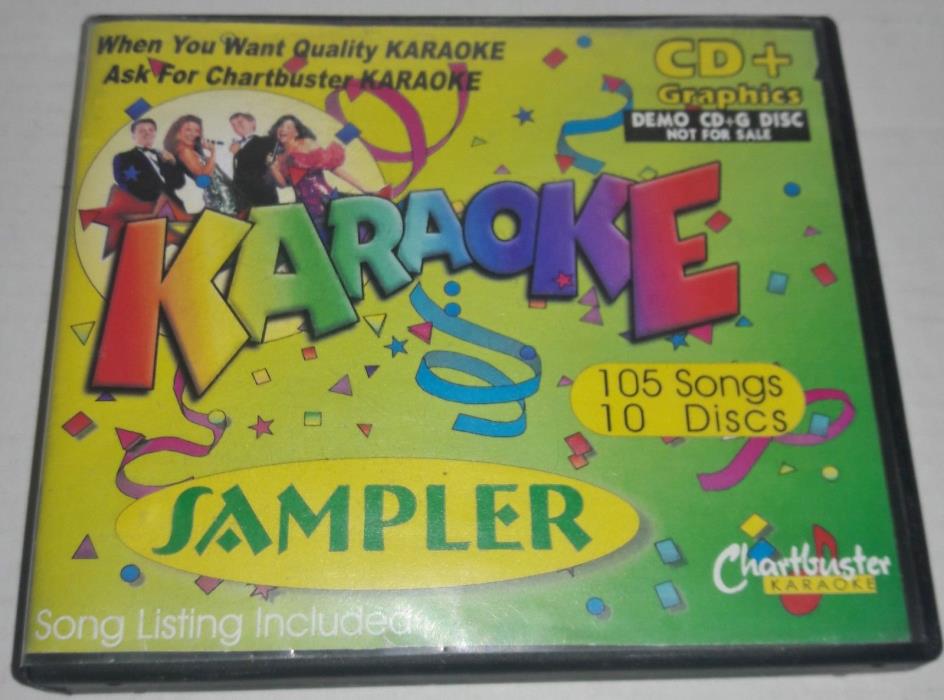 When You Want Quality KARAOKE
Ask For Chartbuster KARAOKE
CD+
Graphics
DEMO CD+G DISC
NOT FOR SALE
KARAOKE
105 Songs
10 Discs
SAMPLER
Chartbuster
KARAOKE
Song Listing Included